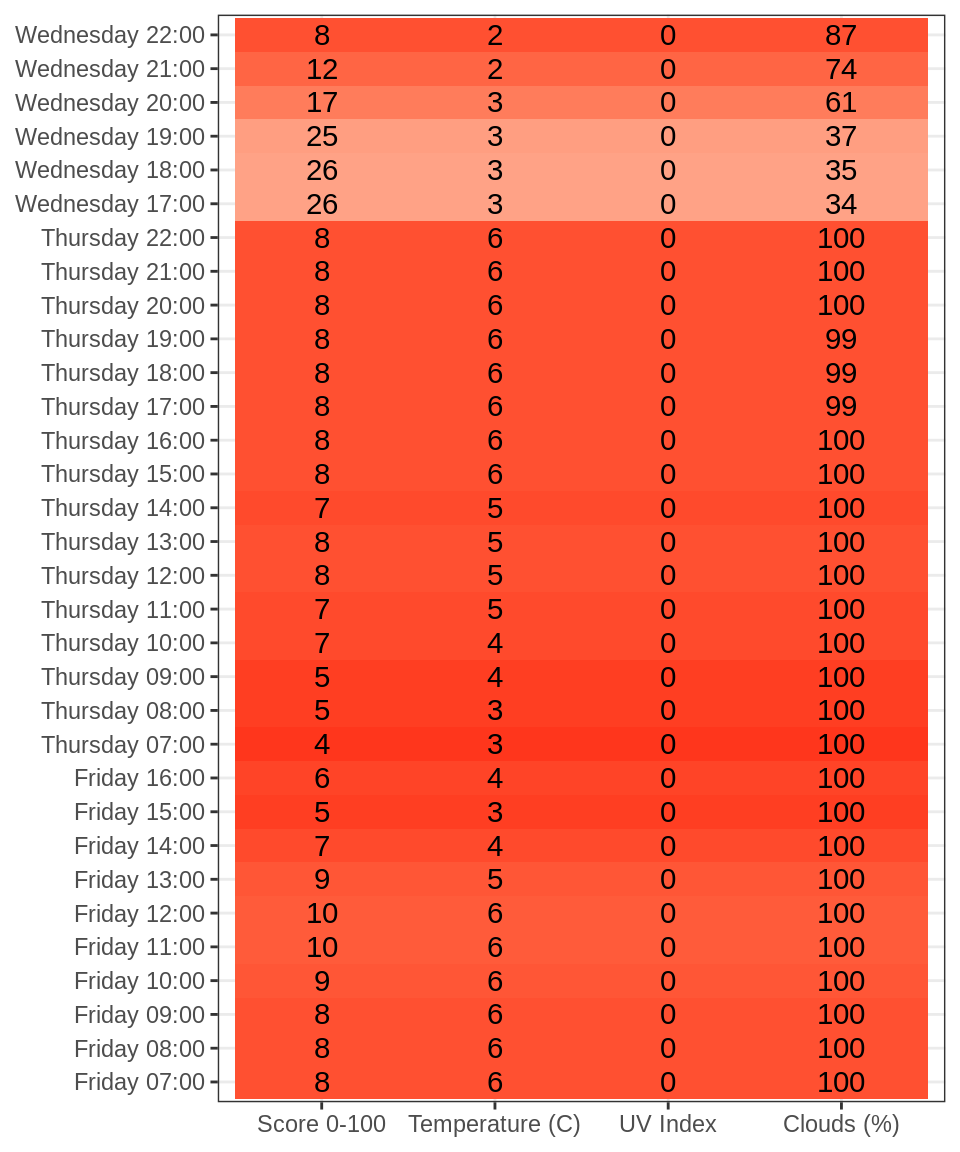 Wednesday 22:00 8 2 0 87
Wednesday 21:00 12 2 0 74
Wednesday 20:00 17 3 0 61
Wednesday 19:00 25 3 0 37
Wednesday 18:00 26 3 0 35
Wednesday 17:00 26 3 0 34
Thursday 22:00 8 6 0 100
Thursday 21:00 8 6 0 100
Thursday 20:00 8 6 0 100
Thursday 19:00 8 6 0 99
Thursday 18:00 8 6 0 99
Thursday 17:00 8 6 0 99
Thursday 16:00 8 6 0 100
Thursday 15:00 8 6 0 100
Thursday 14:00 7 5 0 100
Thursday 13:00 8 5 0 100
Thursday 12:00 8 5 0 100
Thursday 11:00 7 5 0 100
Thursday 10:00 7 4 0 100
Thursday 09:00 5 4 0 100
Thursday 08:00 5 3 0 100
Thursday 07:00 4 3 0 100
Friday 16:00 6 4 0 100
Friday 15:00 5 3 0 100
Friday 14:00 7 4 0 100
Friday 13:00 9 5 0 100
Friday 12:00 10 6 0 100
Friday 11:00 10 6 0 100
Friday 10:00 9 6 0 100
Friday 09:00 8 6 0 100
Friday 08:00 8 6 0 100
Friday 07:00 8 6 0 100
Score 0-100 Temperature (C) UV Index Clouds (%)